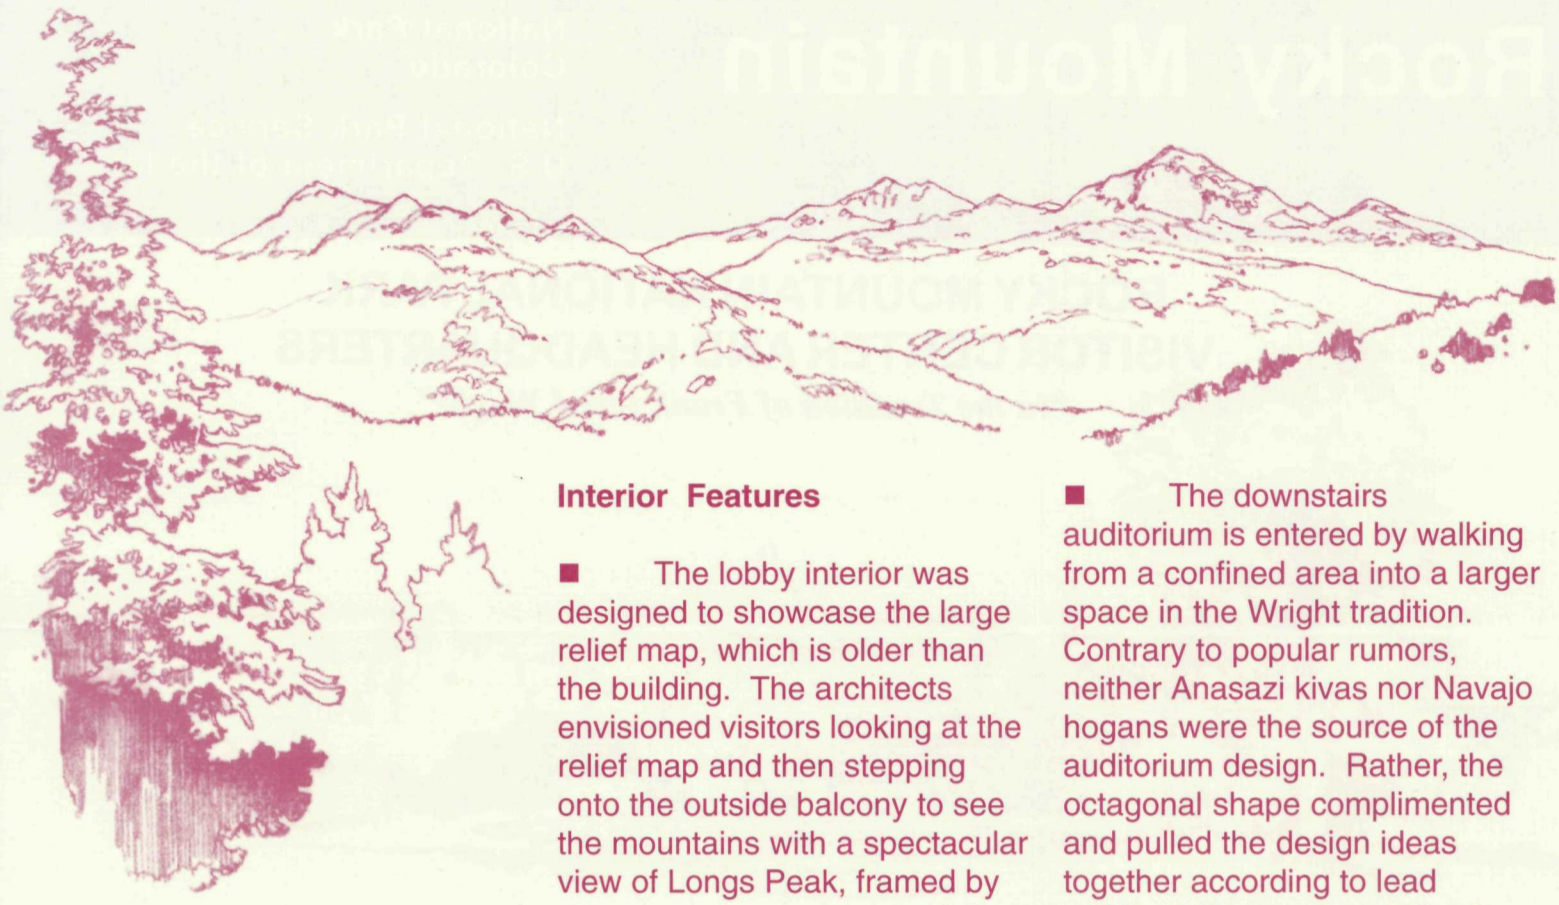 Interior Features
■ The lobby interior was
designed to showcase the large
relief map, which is older than
the building. The architects
envisioned visitors looking at the
relief map and then stepping
onto the outside balcony to see
the mountains with a spectacular
view of Longs Peak, framed by
■ The downstairs
auditorium is entered by walking
from a confined area into a larger
space in the Wright tradition.
Contrary to popular rumors,
neither Anasazi kivas nor Navajo
hogans were the source of the
auditorium design. Rather, the
octagonal shape complimented
and pulled the design ideas
together according to lead